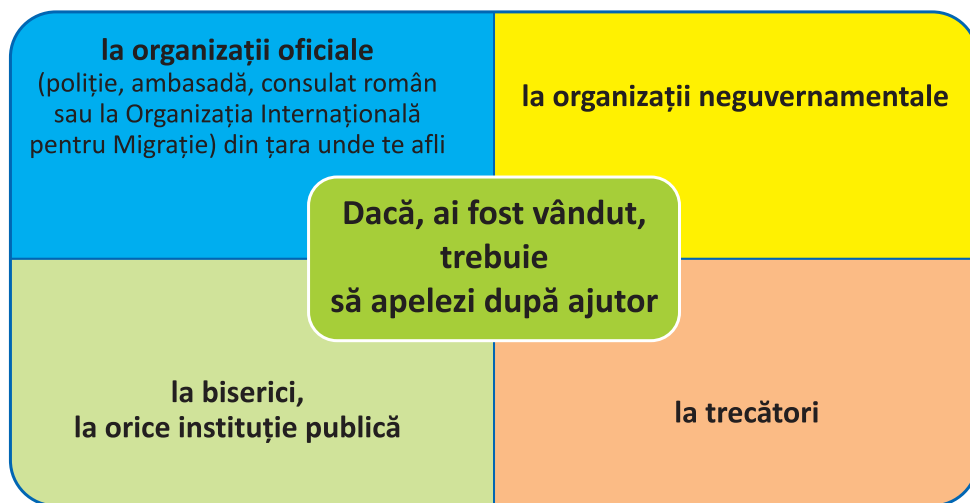 la organizații oficiale
(poliție, ambasadă, consulat român
sau la Organizația Internațională
pentru Migrație) din țara unde te afli
la organizații neguvernamentale
Dacă, ai fost vândut,
trebuie
să apelezi după ajutor
la biserici,
la orice instituție publică
la trecători